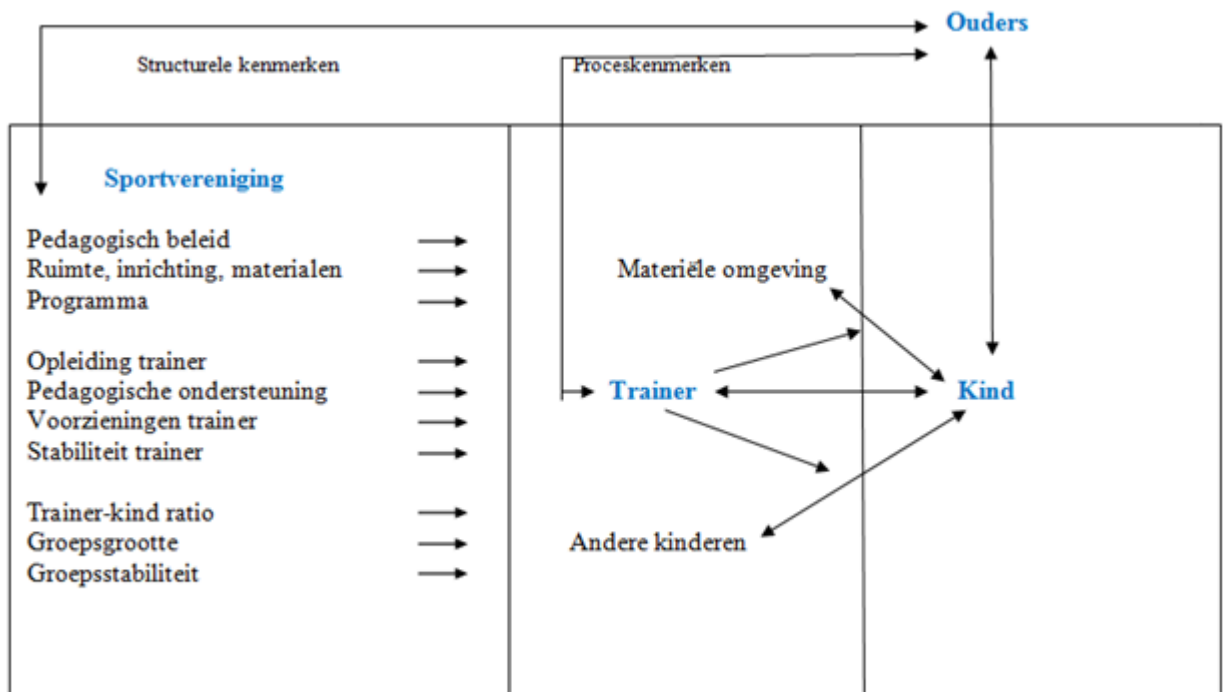 Ouders
Structurele kenmerken
Proceskenmerken
Sportvereniging
Pedagogisch beleid
Ruimte, inrichting, materialen
Programma
Opleiding trainer
Pedagogische ondersteuning
Voorzieningen trainer
Stabiliteit trainer
Trainer-kind ratio
Groepsgrootte
Groepsstabiliteit
Materiële omgeving
Trainer
Kind
Andere kinderen